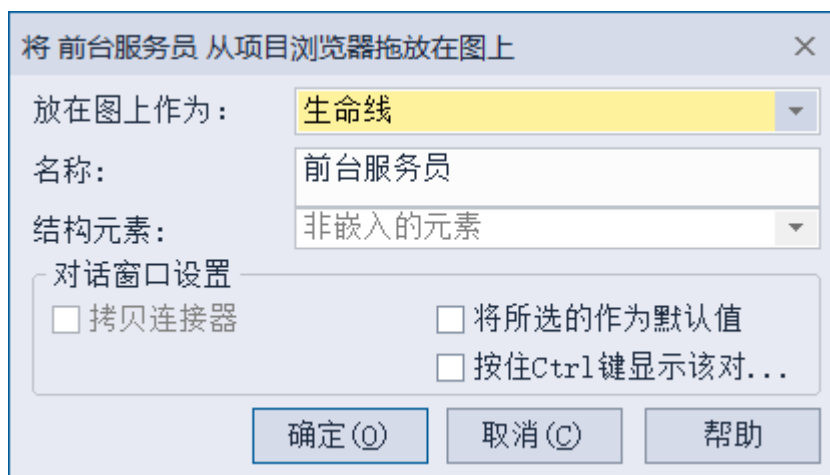 将 前台服务员 从项目浏览器拖放在图上
放在图上作为: 生命线
名称: 前台服务员
结构元素: 非嵌入的元素
对话窗口设置
拷贝连接器 将所选的作为默认值
按住Ctrl键显示该对...
确定(O) 取消(C) 帮助